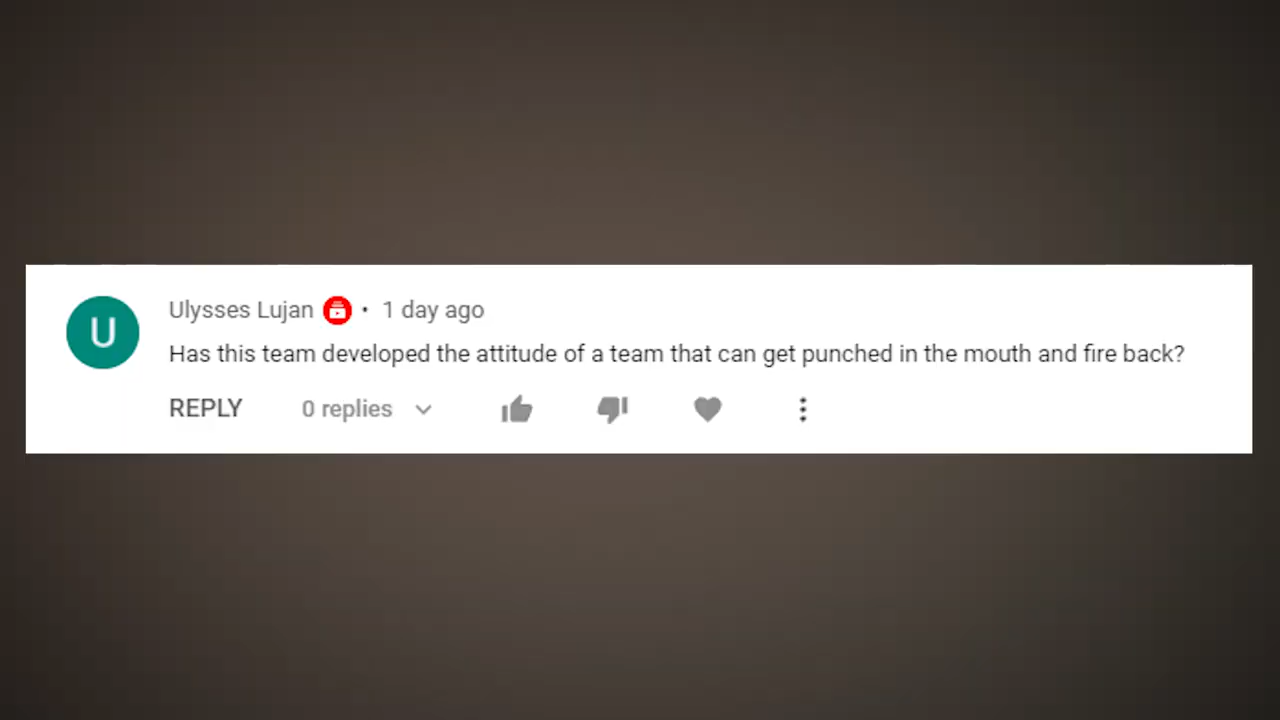 U
Ulysses Lujan • 1 day ago
Has this team developed the attitude of a team that can get punched in the mouth and fire back?
REPLY 0 replies